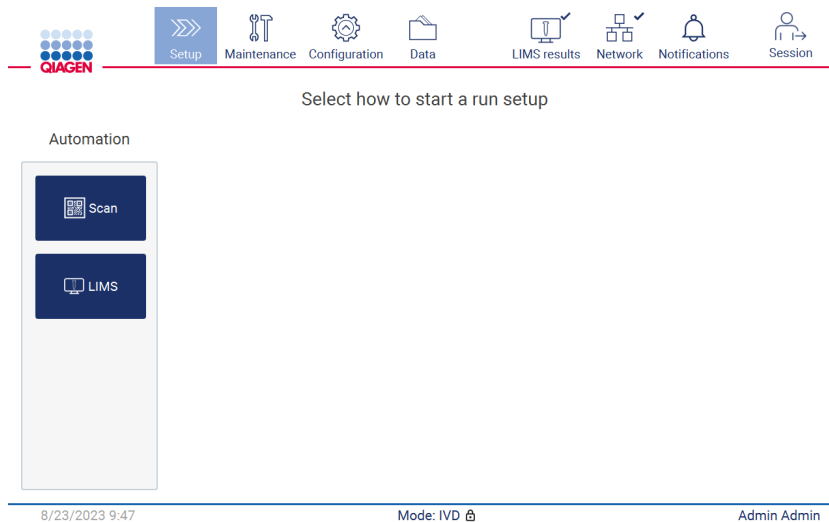 QIAGEN
Setup Maintenance Configuration Data LIMS results Network Notifications Session
Select how to start a run setup
Automation
Scan
LIMS
8/23/2023 9:47 Mode: IVD Admin Admin